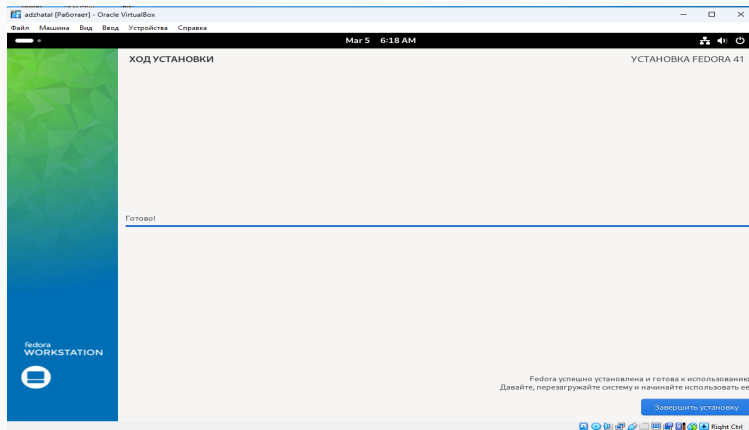 adzhatal [Работает] - Oracle VirtualBox
Файл Машина Вид Ввод Устройства Справка
Mar 5 6:18 AM
ХОД УСТАНОВКИ
УСТАНОВКА FEDORA 41
Готово!
fedora
WORKSTATION
Fedora успешно установлена и готова к использованию
Давайте, перезагружайте систему и начинайте использовать ее
Завершить установку
Right Ctrl